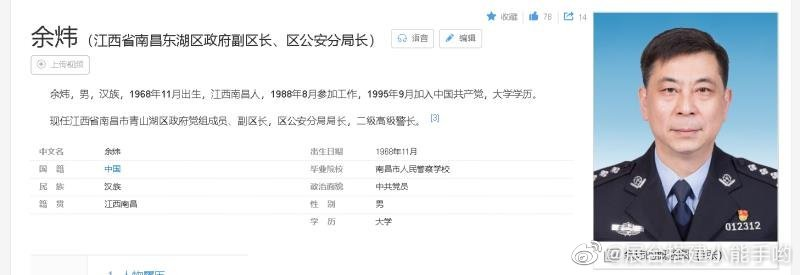 收藏 78 14
余炜（江西省南昌东湖区政府副区长、区公安分局长） 语音 编辑
上传视频
余炜，男，汉族，1968年11月出生，江西南昌人，1988年8月参加工作，1995年9月加入中国共产党，大学学历。
现任江西省南昌市青山湖区政府党组成员、副区长，区公安分局局长，二级高级警长。 [3]
中文名 余炜 出生日期 1968年11月
国籍 中国 毕业院校 南昌市人民警察学校
民族 汉族 政治面貌 中共党员
籍贯 江西南昌 性别 男
学历 大学
012312
1. 人物履历